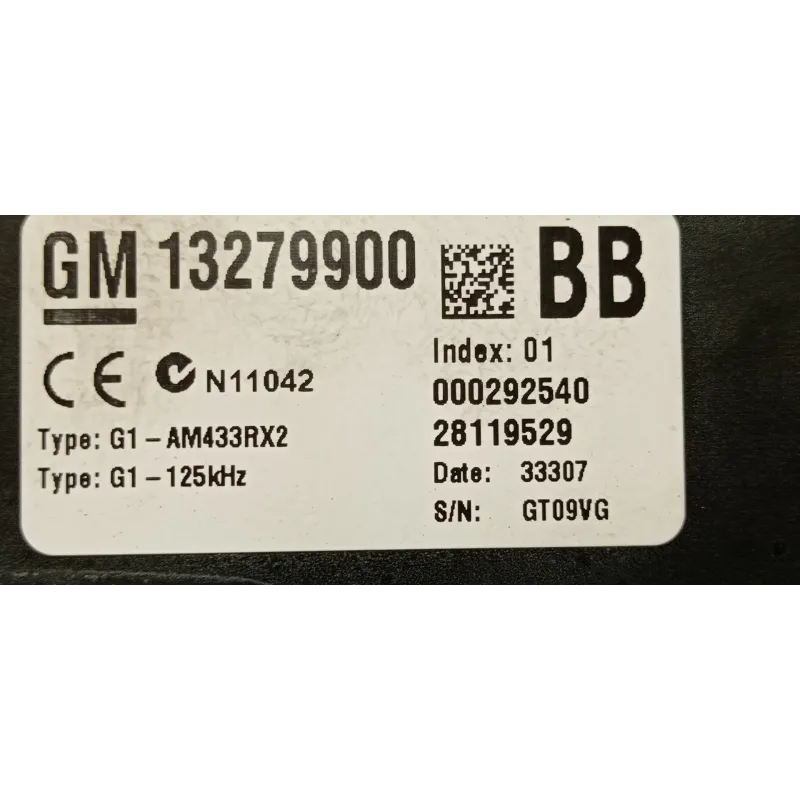 GM 13279900 BB
Index: 01
CE N11042 000292540
Type: G1-AM433RX2 28119529
Type: G1-125kHz Date: 33307
S/N: GT09VG